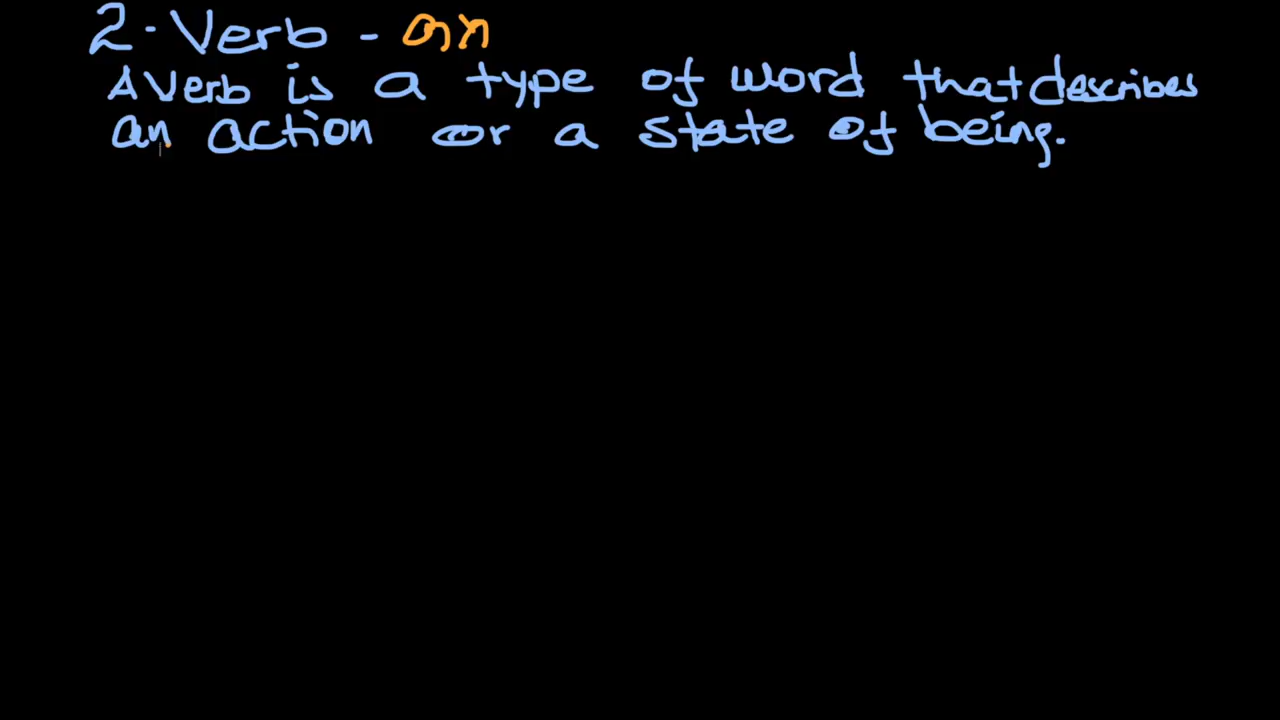 2. Verb -
A Verb is a type of word that describes
an action or a state of being.